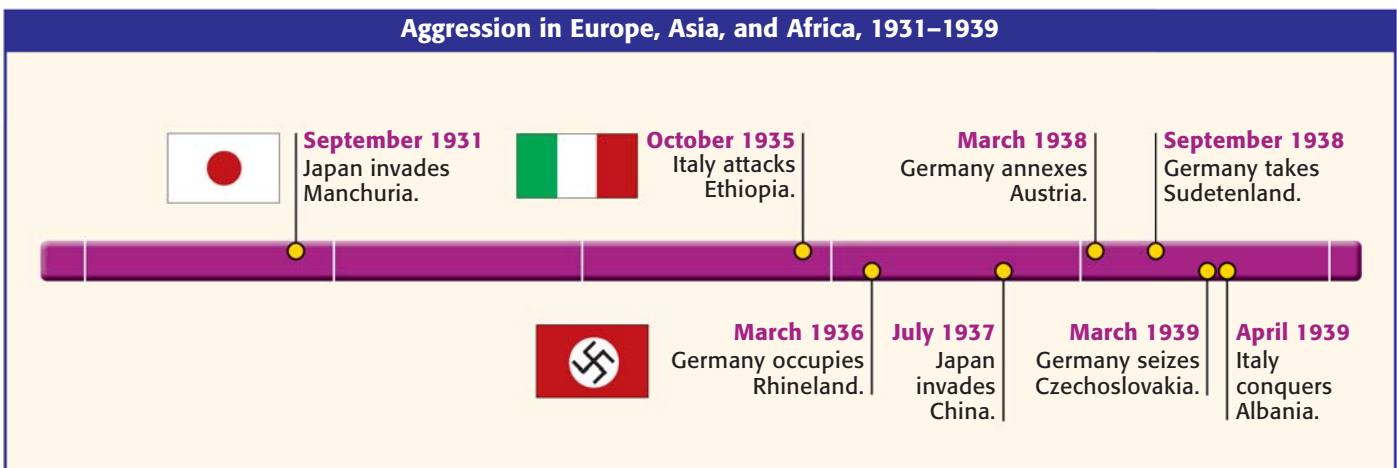 Aggression in Europe, Asia, and Africa, 1931–1939
September 1931
Japan invades
Manchuria.
October 1935
Italy attacks
Ethiopia.
March 1938
Germany annexes
Austria.
September 1938
Germany takes
Sudetenland.
March 1936
Germany occupies
Rhineland.
July 1937
Japan
invades
China.
March 1939
Germany seizes
Czechoslovakia.
April 1939
Italy
conquers
Albania.